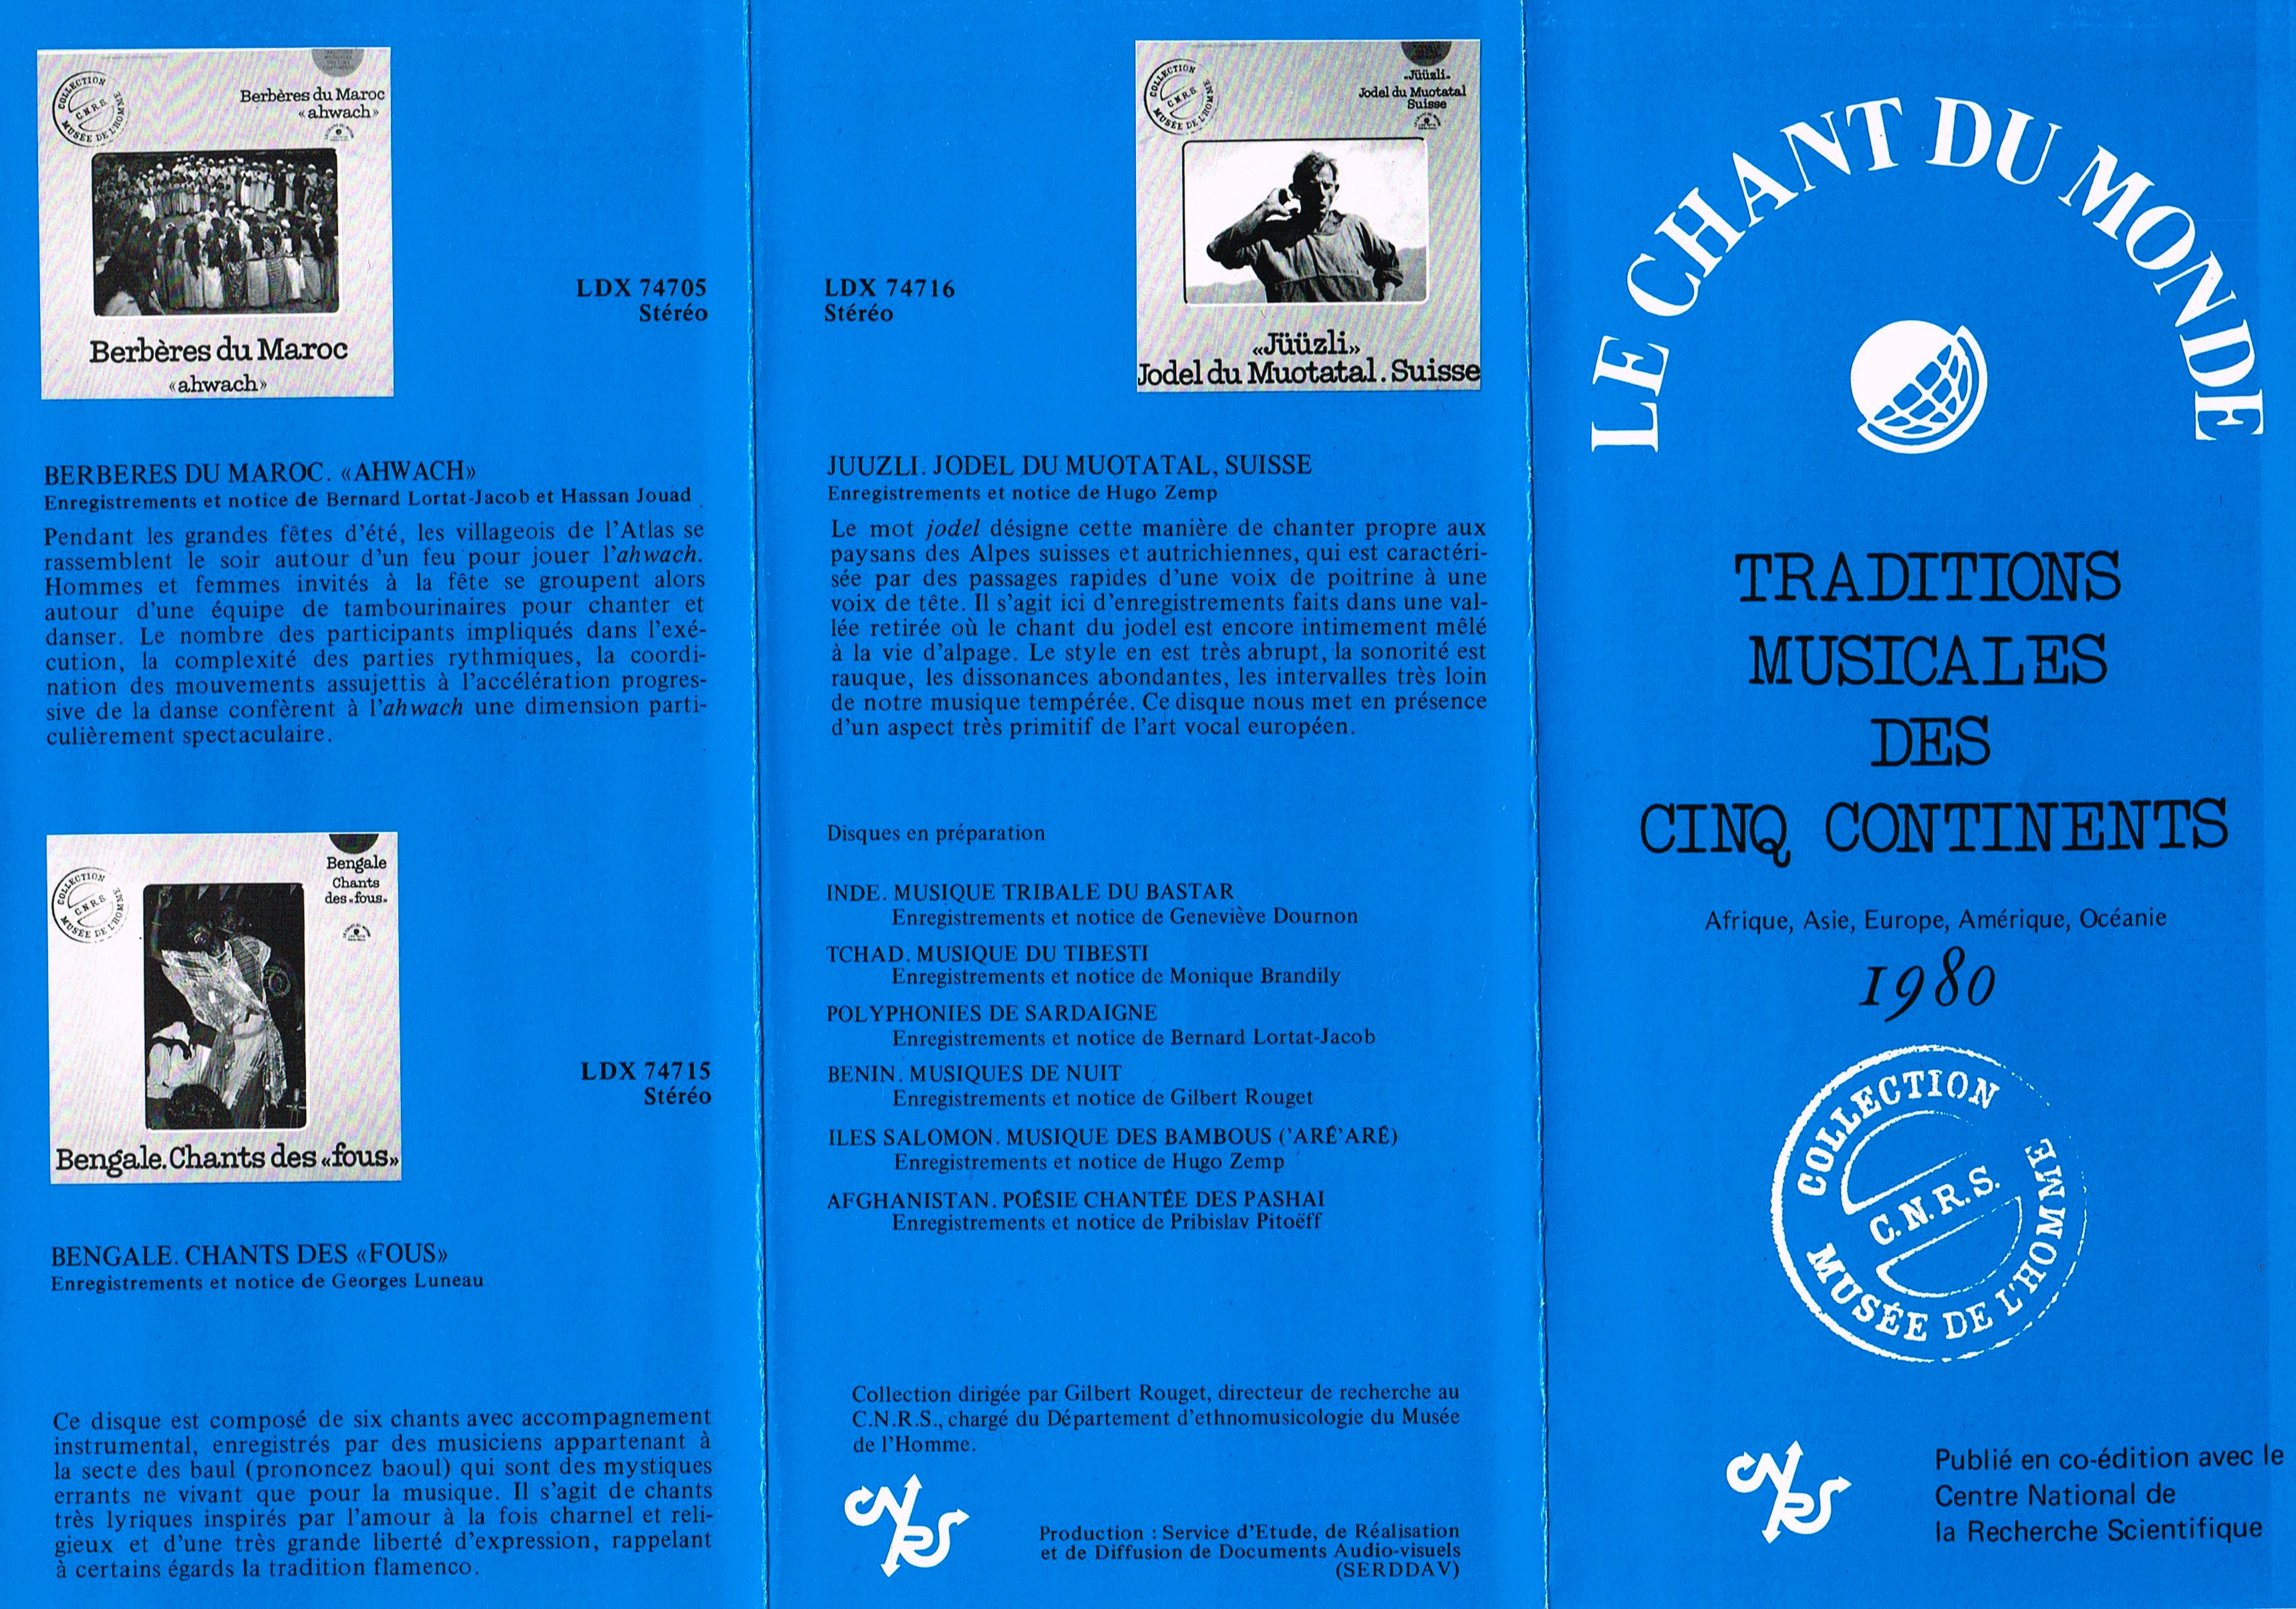 COLLECTION
C.N.R.S.
MUSÉE DE L'HOMME
Berbères du Maroc
«ahwach»
Berbères du Maroc
«ahwach»
LDX 74705
Stéréo
BERBERES DU MAROC. «AHWACH»
Enregistrements et notice de Bernard Lortat-Jacob et Hassan Jouad
Pendant les grandes fêtes d'été, les villageois de l'Atlas se
rassemblent le soir autour d'un feu pour jouer l'ahwach.
Hommes et femmes invités à la fête se groupent alors
autour d'une équipe de tambourinaires pour chanter et
danser. Le nombre des participants impliqués dans l'exé-
cution, la complexité des parties rythmiques, la coordi-
nation des mouvements assujettis à l'accélération progres-
sive de la danse confèrent à l'ahwach une dimension parti-
culièrement spectaculaire.
COLLECTION
C.N.R.S.
MUSÉE DE L'HOMME
Bengale
Chants
des «fous»
Bengale. Chants des «fous»
LDX 74715
Stéréo
BENGALE. CHANTS DES «FOUS»
Enregistrements et notice de Georges Luneau
Ce disque est composé de six chants avec accompagnement
instrumental, enregistrés par des musiciens appartenant à
la secte des baul (prononcez baoul) qui sont des mystiques
errants ne vivant que pour la musique. Il s'agit de chants
très lyriques inspirés par l'amour à la fois charnel et reli-
gieux et d'une très grande liberté d'expression, rappelant
à certains égards la tradition flamenco.
LDX 74716
Stéréo
COLLECTION
C.N.R.S.
MUSÉE DE L'HOMME
«Jüüzli»
Jodel du Muotatal
Suisse
«Jüüzli»
Jodel du Muotatal. Suisse
JUUZLI. JODEL DU MUOTATAL, SUISSE
Enregistrements et notice de Hugo Zemp
Le mot jodel désigne cette manière de chanter propre aux
paysans des Alpes suisses et autrichiennes, qui est caractéri-
sée par des passages rapides d'une voix de poitrine à une
voix de tête. Il s'agit ici d'enregistrements faits dans une val-
lée retirée où le chant du jodel est encore intimement mêlé
à la vie d'alpage. Le style en est très abrupt, la sonorité est
rauque, les dissonances abondantes, les intervalles très loin
de notre musique tempérée. Ce disque nous met en présence
d'un aspect très primitif de l'art vocal européen.
Disques en préparation
INDE. MUSIQUE TRIBALE DU BASTAR
Enregistrements et notice de Geneviève Dournon
TCHAD. MUSIQUE DU TIBESTI
Enregistrements et notice de Monique Brandily
POLYPHONIES DE SARDAIGNE
Enregistrements et notice de Bernard Lortat-Jacob
BENIN. MUSIQUES DE NUIT
Enregistrements et notice de Gilbert Rouget
ILES SALOMON. MUSIQUE DES BAMBOUS ('ARÉ'ARÉ)
Enregistrements et notice de Hugo Zemp
AFGHANISTAN. POÉSIE CHANTÉE DES PASHAI
Enregistrements et notice de Pribislav Pitoëff
Collection dirigée par Gilbert Rouget, directeur de recherche au
C.N.R.S., chargé du Département d'ethnomusicologie du Musée
de l'Homme.
CNRS
Production : Service d'Etude, de Réalisation
et de Diffusion de Documents Audio-visuels
(SERDDAV)
LE CHANT DU MONDE
TRADITIONS
MUSICALES
DES
CINQ CONTINENTS
Afrique, Asie, Europe, Amérique, Océanie
1980
COLLECTION
C.N.R.S.
MUSÉE DE L'HOMME
CNRS
Publié en co-édition avec le
Centre National de
la Recherche Scientifique